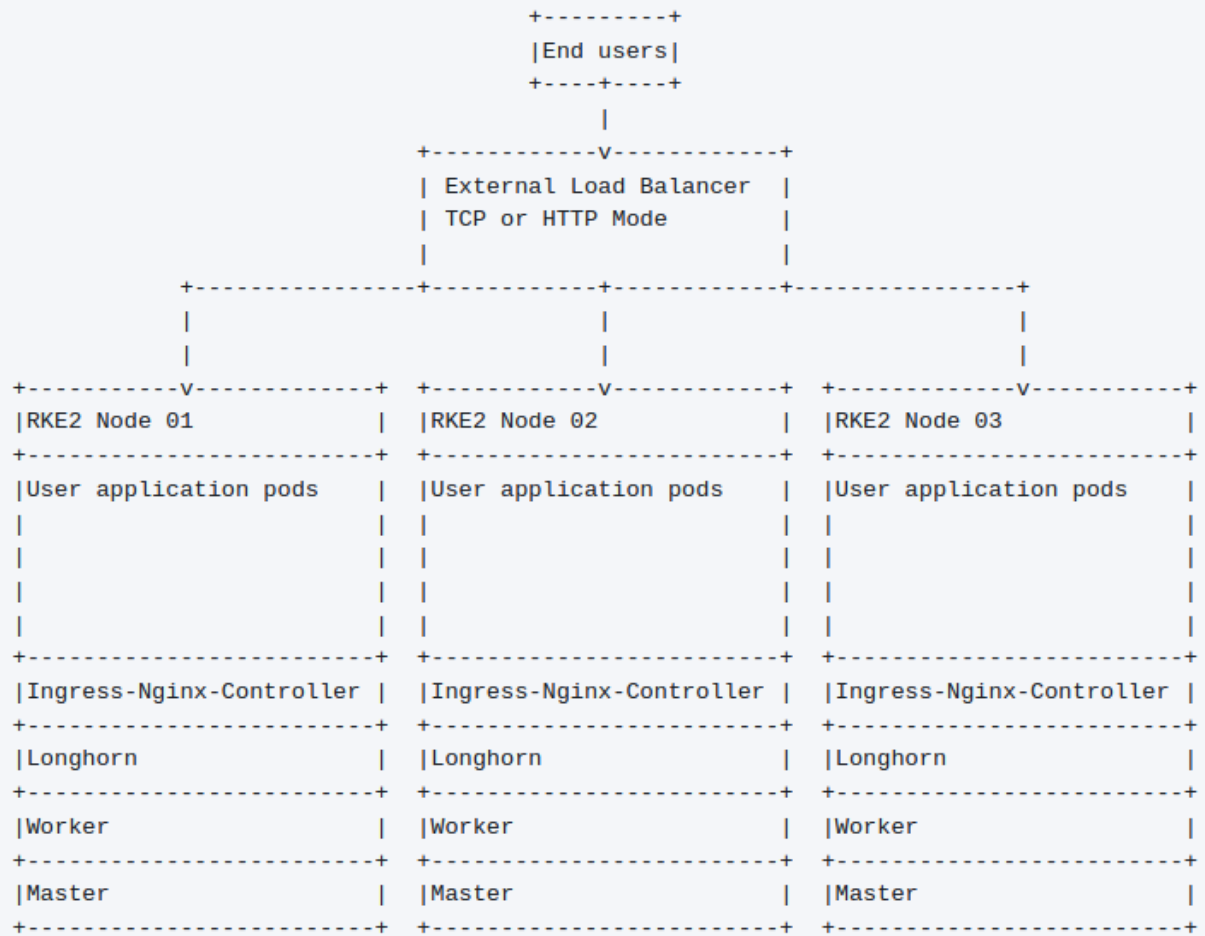 +---------+
|End users|
+----+----+
|
+------------v------------+
| External Load Balancer  |
| TCP or HTTP Mode        |
|                         |
+----------------+------------+------------+----------------+
|                             |                             |
|                             |                             |
+-----------v-------------+  +------------v------------+  +-------------v-----------+
|RKE2 Node 01             |  |RKE2 Node 02             |  |RKE2 Node 03             |
+-------------------------+  +-------------------------+  +-------------------------+
|User application pods    |  |User application pods    |  |User application pods    |
|                         |  |                         |  |                         |
|                         |  |                         |  |                         |
|                         |  |                         |  |                         |
|                         |  |                         |  |                         |
+-------------------------+  +-------------------------+  +-------------------------+
|Ingress-Nginx-Controller |  |Ingress-Nginx-Controller |  |Ingress-Nginx-Controller |
+-------------------------+  +-------------------------+  +-------------------------+
|Longhorn                 |  |Longhorn                 |  |Longhorn                 |
+-------------------------+  +-------------------------+  +-------------------------+
|Worker                   |  |Worker                   |  |Worker                   |
+-------------------------+  +-------------------------+  +-------------------------+
|Master                   |  |Master                   |  |Master                   |
+-------------------------+  +-------------------------+  +-------------------------+